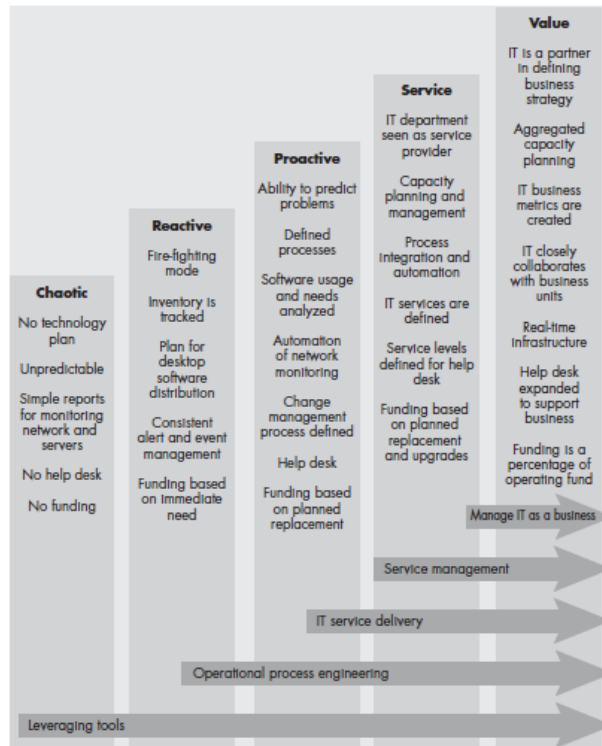 Chaotic
No technology
plan
Unpredictable
Simple reports
for monitoring
network and
servers
No help desk
No funding
Reactive
Fire-fighting
mode
Inventory is
tracked
Plan for
desktop
software
distribution
Consistent
alert and event
management
Funding based
on immediate
need
Proactive
Ability to predict
problems
Defined
processes
Software usage
and needs
analyzed
Automation
of network
monitoring
Change
management
process defined
Help desk
Funding based
on planned
replacement
Service
IT department
seen as service
provider
Capacity
planning and
management
Process
integration and
automation
IT services are
defined
Service levels
defined for help
desk
Funding based
on planned
replacement
and upgrades
Value
IT is a partner
in defining
business
strategy
Aggregated
capacity
planning
IT business
metrics are
created
IT closely
collaborates
with business
units
Real-time
infrastructure
Help desk
expanded
to support
business
Funding is a
percentage of
operating fund
Manage IT as a business
Service management
IT service delivery
Operational process engineering
Leveraging tools